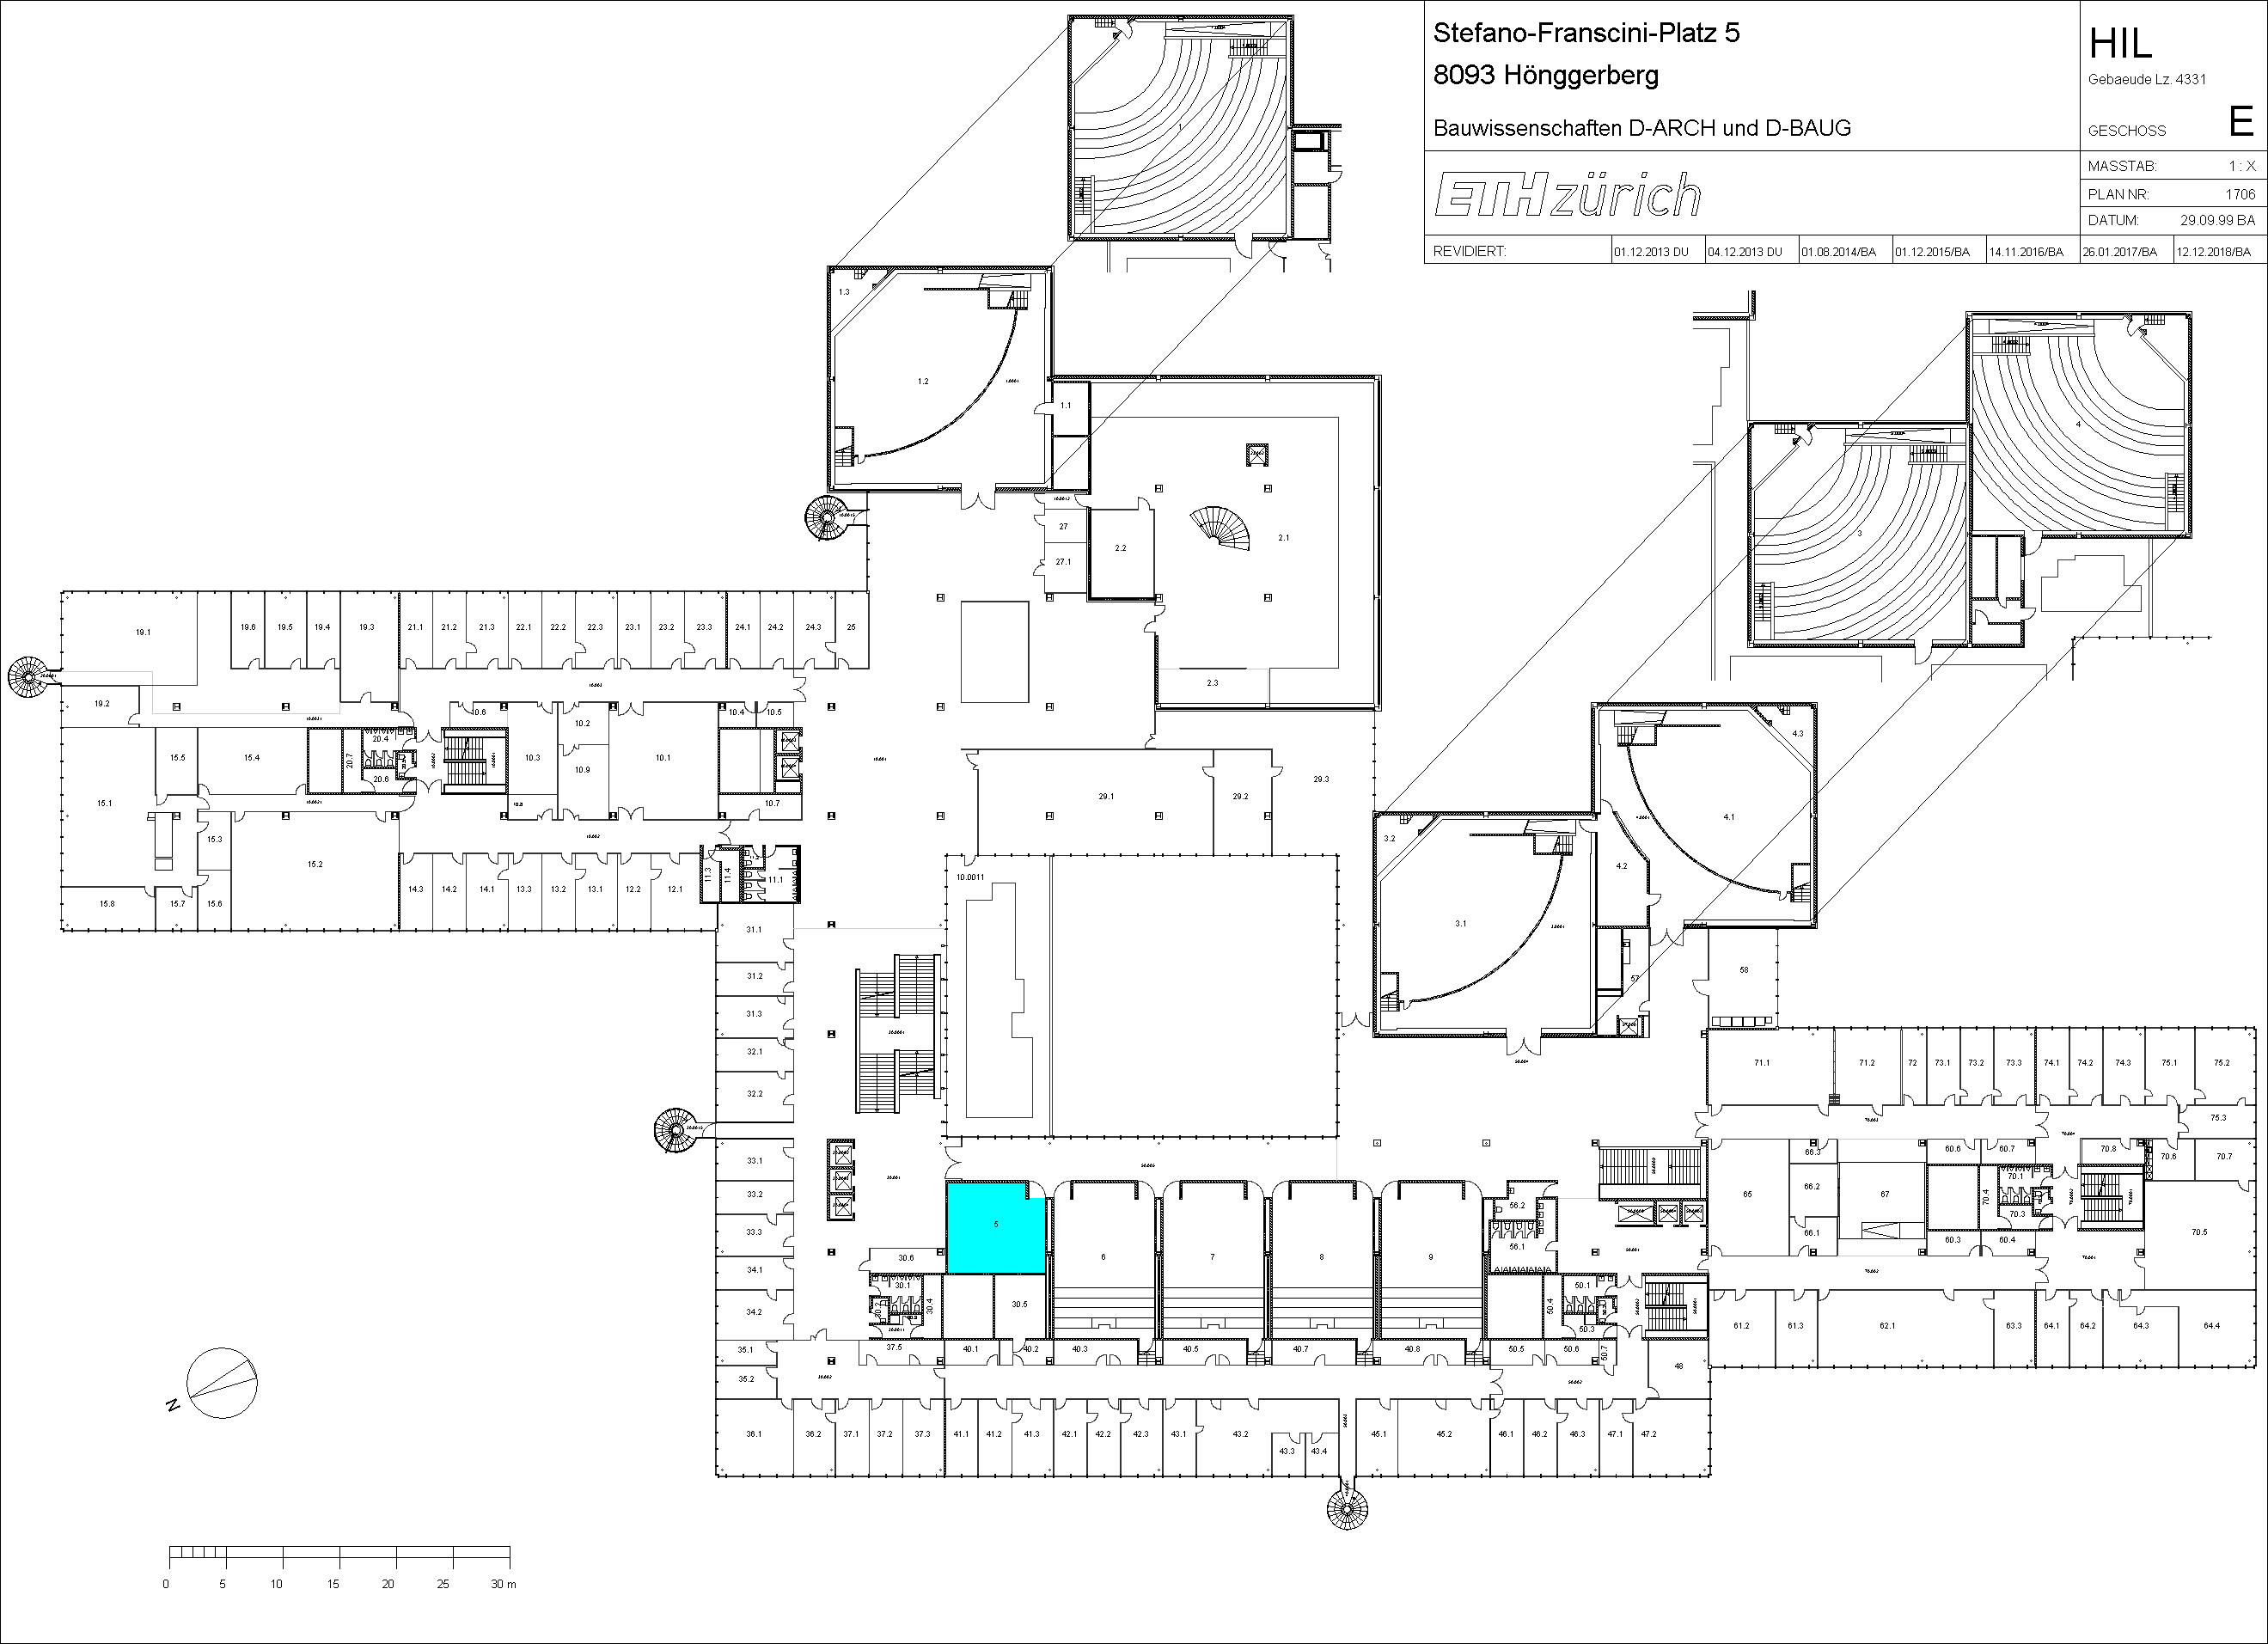 Stefano-Franscini-Platz 5
8093 Hönggerberg
Bauwissenschaften D-ARCH und D-BAUG
ETH zürich
HIL
Gebaeude Lz. 4331
GESCHOSS E
MASSTAB: 1 : X
PLAN NR: 1706
DATUM: 29.09.99 BA
REVIDIERT: 01.12.2013 DU 04.12.2013 DU 01.08.2014/BA 01.12.2015/BA 14.11.2016/BA 26.01.2017/BA 12.12.2018/BA
1
1.3
1.2
1.1
4
3
27
27.1
2.2
2.1
2.3
19.1
19.6 19.5 19.4 19.3 21.1 21.2 21.3 22.1 22.2 22.3 23.1 23.2 23.3 24.1 24.2 24.3 25
19.2
10.6 10.2 10.4 10.5
20.4
15.5 15.4 20.7 10.3 10.9 10.1
20.6
15.1 10.7
15.3
15.2
14.3 14.2 14.1 13.3 13.2 13.1 12.2 12.1 11.3 11.4 11.1
15.8 15.7 15.6
29.3
29.1 29.2
10.0011
4.3
4.1
4.2
3.2
3.1
57
58
31.1
31.2
31.3
32.1
32.2
33.1
33.2
33.3
34.1
34.2
35.1
35.2
5
6 7 8 9
30.6
30.1
30.4
30.5
56.2
56.1
50.1
50.4
50.3
37.5 40.1 40.2 40.3 40.5 40.7 40.8 50.5 50.6 50.7
48
36.1 36.2 37.1 37.2 37.3 41.1 41.2 41.3 42.1 42.2 42.3 43.1 43.2 45.1 45.2 46.1 46.2 46.3 47.1 47.2
43.3 43.4
71.1 71.2 72 73.1 73.2 73.3 74.1 74.2 74.3 75.1 75.2
75.3
66.3 60.6 60.7 70.8 70.6 70.7
70.1
65 66.2 67 70.4
70.3
66.1 60.3 60.4 70.5
61.2 61.3 62.1 63.3 64.1 64.2 64.3 64.4
N
0 5 10 15 20 25 30 m